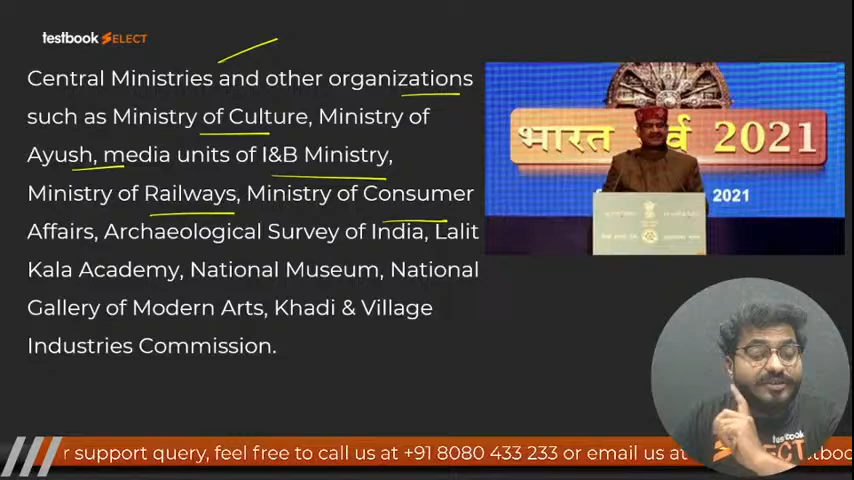 testbook SELECT
Central Ministries and other organizations
such as Ministry of Culture, Ministry of
Ayush, media units of I&B Ministry,
Ministry of Railways, Ministry of Consumer
Affairs, Archaeological Survey of India, Lalit
Kala Academy, National Museum, National
Gallery of Modern Arts, Khadi & Village
Industries Commission.
भारत पर्व 2021
2021
testbook
SELECT
r support query, feel free to call us at +91 8080 433 233 or email us at